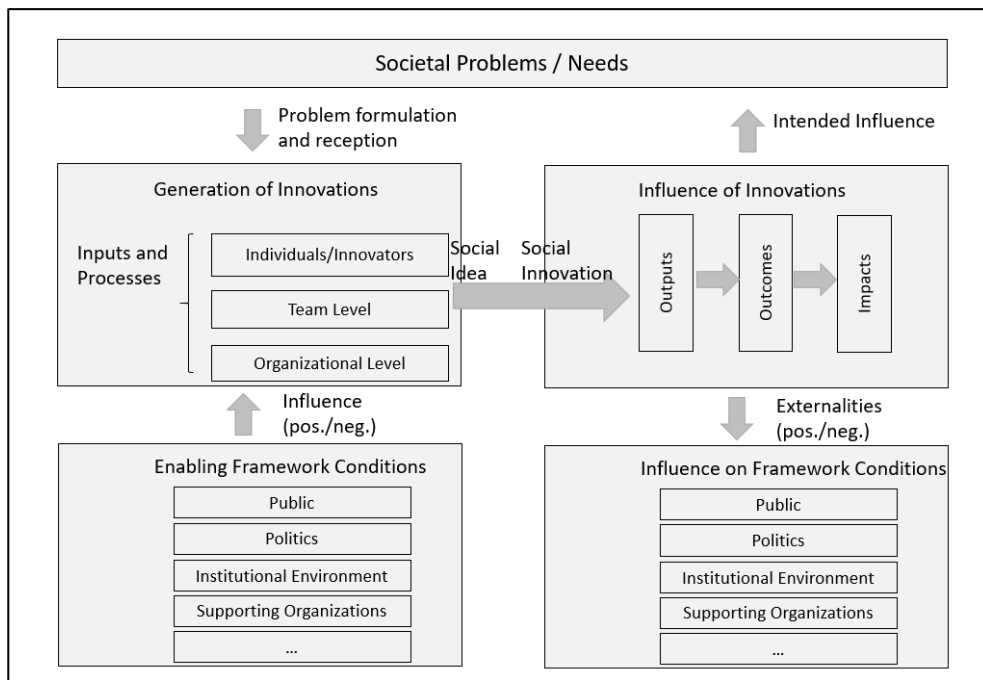 Societal Problems / Needs
Problem formulation
and reception
Intended Influence
Generation of Innovations
Inputs and
Processes
Individuals/Innovators
Team Level
Organizational Level
Social
Idea
Social
Innovation
Influence of Innovations
Outputs
Outcomes
Impacts
Influence
(pos./neg.)
Externalities
(pos./neg.)
Enabling Framework Conditions
Public
Politics
Institutional Environment
Supporting Organizations
...
Influence on Framework Conditions
Public
Politics
Institutional Environment
Supporting Organizations
...